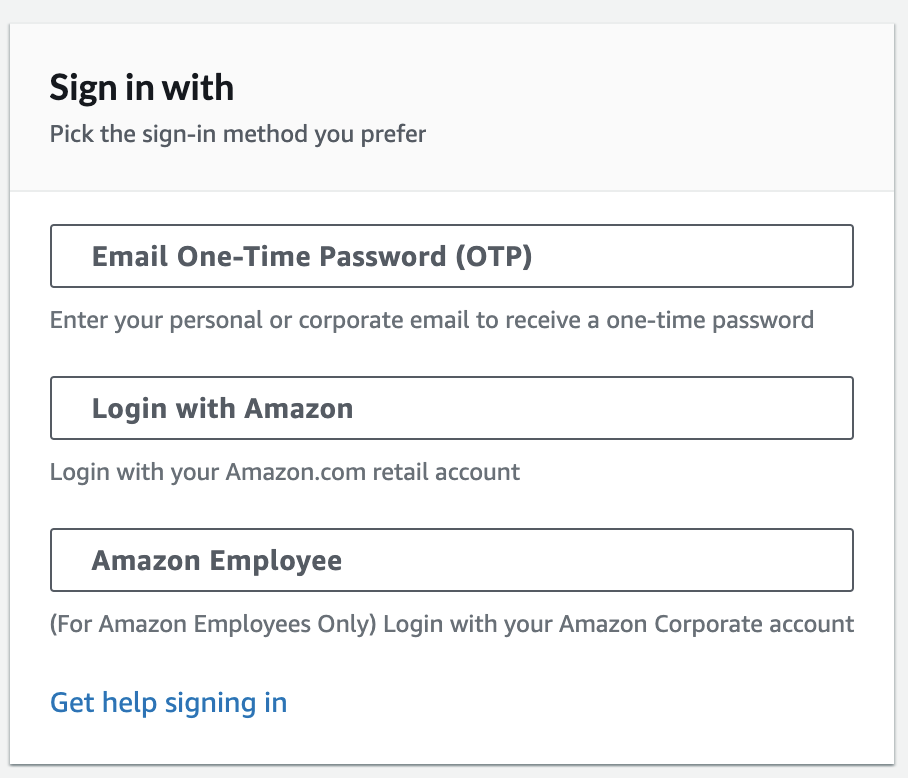 Sign in with
Pick the sign-in method you prefer
Email One-Time Password (OTP)
Enter your personal or corporate email to receive a one-time password
Login with Amazon
Login with your Amazon.com retail account
Amazon Employee
(For Amazon Employees Only) Login with your Amazon Corporate account
Get help signing in